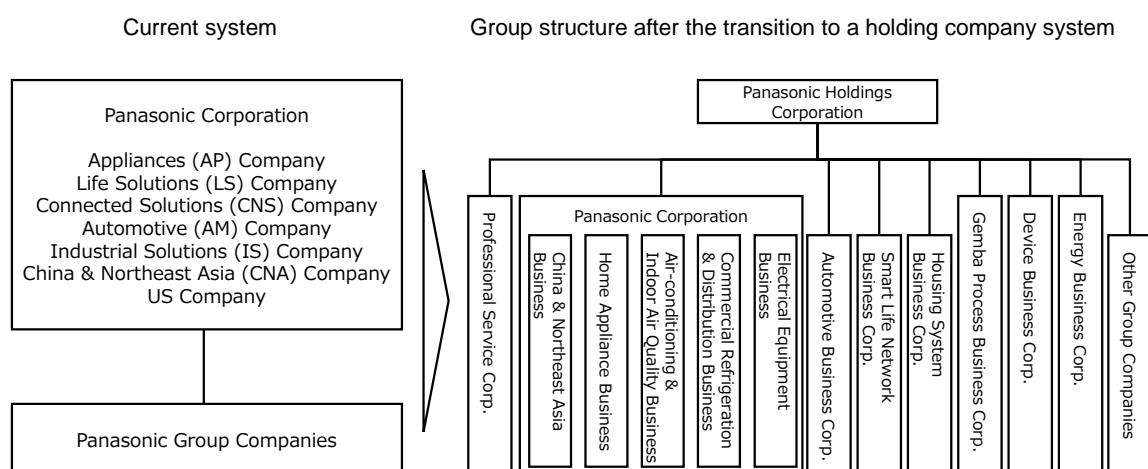 Current system
Group structure after the transition to a holding company system
Panasonic Corporation
Appliances (AP) Company
Life Solutions (LS) Company
Connected Solutions (CNS) Company
Automotive (AM) Company
Industrial Solutions (IS) Company
China & Northeast Asia (CNA) Company
US Company
Panasonic Group Companies
Panasonic Holdings
Corporation
Professional Service Corp.
Panasonic Corporation
China & Northeast Asia
Business
Home Appliance Business
Air-conditioning &
Indoor Air Quality Business
Commercial Refrigeration
& Distribution Business
Electrical Equipment
Business
Automotive Business Corp.
Smart Life Network
Business Corp.
Housing System
Business Corp.
Gemba Process Business Corp.
Device Business Corp.
Energy Business Corp.
Other Group Companies